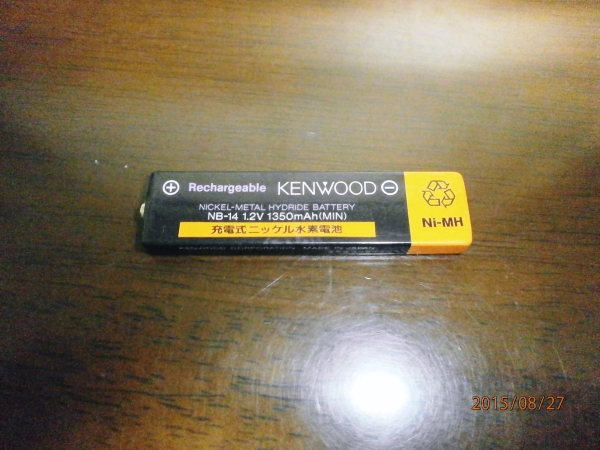 ⊕ Rechargeable KENWOOD ⊖
NICKEL-METAL HYDRIDE BATTERY
NB-14 1.2V 1350mAh(MIN)
充電式ニッケル水素電池
Ni-MH
2015/08/27